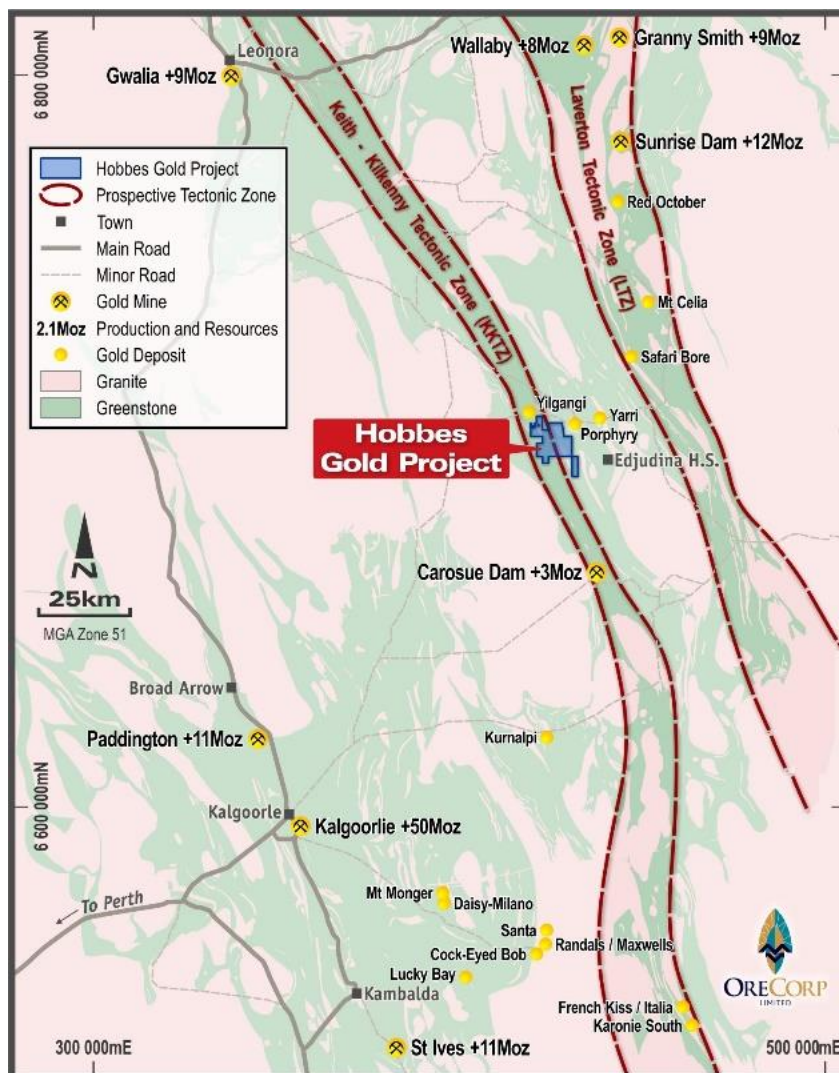 Leonora
Gwalia +9Moz
Wallaby +8Moz
Granny Smith +9Moz
6 800 000mN
Keith - Kilkenny Tectonic Zone (KKTZ)
Laverton Tectonic Zone (LTZ)
Sunrise Dam +12Moz
Red October
Mt Celia
Safari Bore
Hobbes Gold Project
Prospective Tectonic Zone
Town
Main Road
Minor Road
Gold Mine
2.1Moz Production and Resources
Gold Deposit
Granite
Greenstone
Yilgangi
Yarri
Porphyry
Hobbes
Gold Project
Edjudina H.S.
N
25km
MGA Zone 51
Carosue Dam +3Moz
Broad Arrow
Paddington +11Moz
Kurnalpi
6 600 000mN
Kalgoorle
Kalgoorlie +50Moz
To Perth
Mt Monger
Daisy-Milano
Santa
Randals / Maxwells
Cock-Eyed Bob
Lucky Bay
Kambalda
ORECORP
LIMITED
French Kiss / Italia
Karonie South
300 000mE
St Ives +11Moz
500 000mE